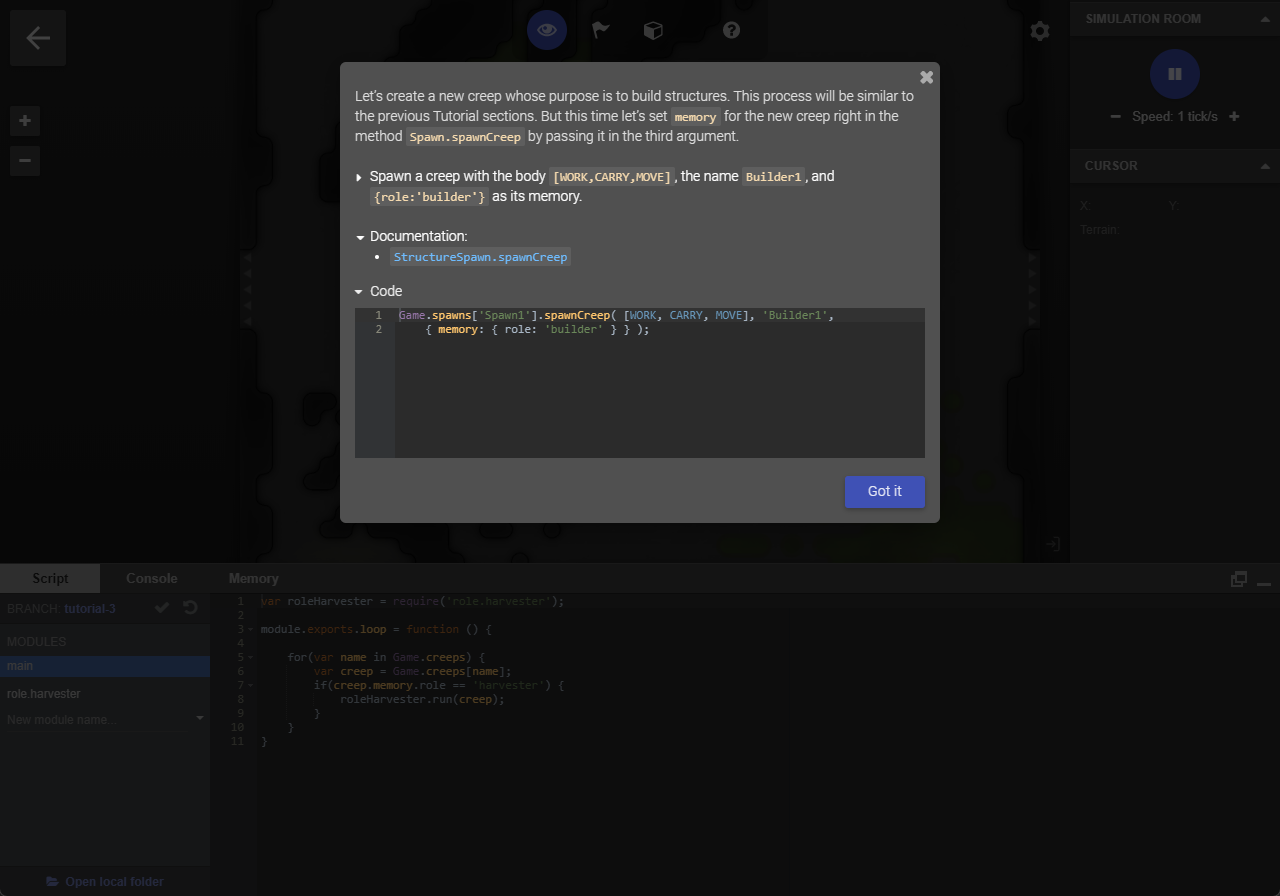 SIMULATION ROOM
Speed: 1 tick/s
CURSOR
X:
Y:
Terrain:
Let's create a new creep whose purpose is to build structures. This process will be similar to
the previous Tutorial sections. But this time let's set memory for the new creep right in the
method Spawn.spawnCreep by passing it in the third argument.
Spawn a creep with the body [WORK,CARRY,MOVE], the name Builder1, and
{role:'builder'} as its memory.
Documentation:
StructureSpawn.spawnCreep
Code
1 Game.spawns['Spawn1'].spawnCreep( [WORK, CARRY, MOVE], 'Builder1',
2 { memory: { role: 'builder' } } );
Got it
Script Console Memory
BRANCH: tutorial-3
MODULES
main
role.harvester
New module name...
Open local folder
1 var roleHarvester = require('role.harvester');
2
3 module.exports.loop = function () {
4
5 for(var name in Game.creeps) {
6 var creep = Game.creeps[name];
7 if(creep.memory.role == 'harvester') {
8 roleHarvester.run(creep);
9 }
10 }
11 }